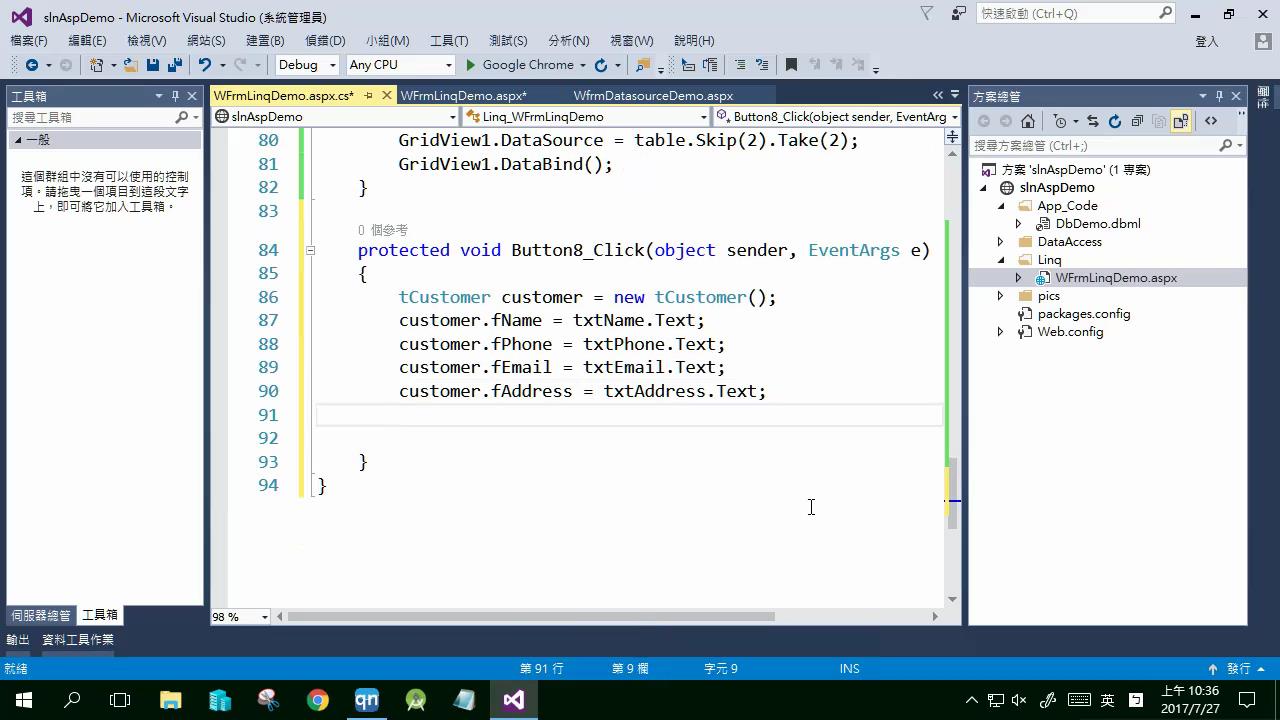 slnAspDemo - Microsoft Visual Studio (系統管理員)
快速啟動 (Ctrl+Q)
檔案(F) 編輯(E) 檢視(V) 網站(S) 建置(B) 偵錯(D) 小組(M) 工具(T) 測試(S) 分析(N) 視窗(W) 說明(H)
登入
Debug Any CPU Google Chrome
工具箱
搜尋工具箱
一般
這個群組中沒有可以使用的控制
項。請拖曳一個項目到這段文字
上，即可將它加入工具箱。
伺服器總管 工具箱
WFrmLinqDemo.aspx.cs* WFrmLinqDemo.aspx* WfrmDatasourceDemo.aspx
slnAspDemo Linq_WFrmLinqDemo Button8_Click(object sender, EventArg
80 GridView1.DataSource = table.Skip(2).Take(2);
81 GridView1.DataBind();
82 }
83
0 個參考
84 protected void Button8_Click(object sender, EventArgs e)
85 {
86 tCustomer customer = new tCustomer();
87 customer.fName = txtName.Text;
88 customer.fPhone = txtPhone.Text;
89 customer.fEmail = txtEmail.Text;
90 customer.fAddress = txtAddress.Text;
91
92
93 }
94 }
98 %
方案總管
搜尋方案總管 (Ctrl+;)
方案 'slnAspDemo' (1 專案)
slnAspDemo
App_Code
DbDemo.dbml
DataAccess
Linq
WFrmLinqDemo.aspx
pics
packages.config
Web.config
輸出 資料工具作業
就緒 第 91 行 第 9 欄 字元 9 INS 發行
qn
英
上午 10:36
2017/7/27